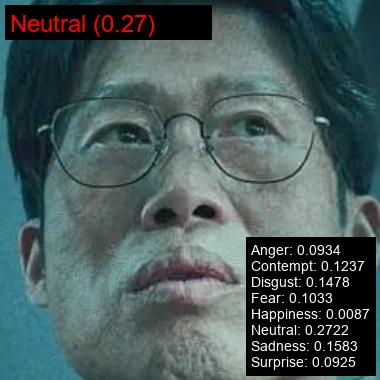 Neutral (0.27)
Anger: 0.0934
Contempt: 0.1237
Disgust: 0.1478
Fear: 0.1033
Happiness: 0.0087
Neutral: 0.2722
Sadness: 0.1583
Surprise: 0.0925